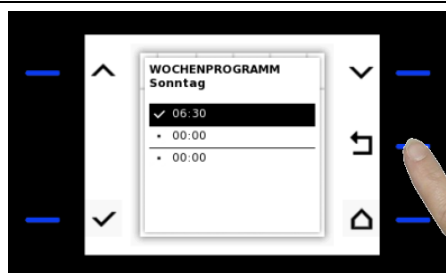 WOCHENPROGRAMM
Sonntag
✓ 06:30
• 00:00
• 00:00